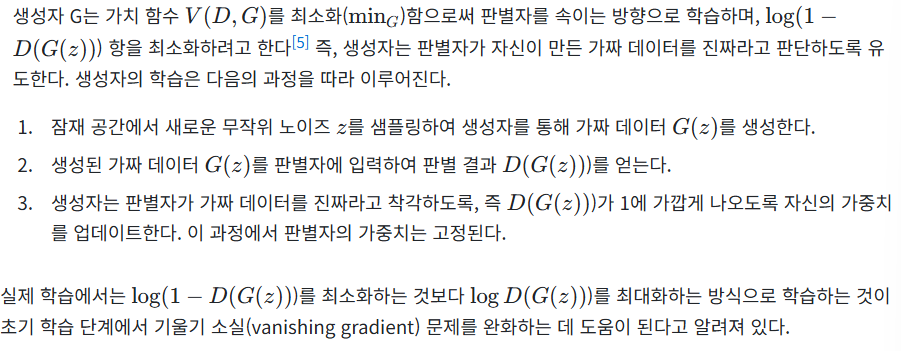 생성자 G는 가치 함수 V(D, G)를 최소화(min_G)함으로써 판별자를 속이는 방향으로 학습하며, log(1 −
D(G(z))) 항을 최소화하려고 한다[5] 즉, 생성자는 판별자가 자신이 만든 가짜 데이터를 진짜라고 판단하도록 유
도한다. 생성자의 학습은 다음의 과정을 따라 이루어진다.
1. 잠재 공간에서 새로운 무작위 노이즈 z를 샘플링하여 생성자를 통해 가짜 데이터 G(z)를 생성한다.
2. 생성된 가짜 데이터 G(z)를 판별자에 입력하여 판별 결과 D(G(z)))를 얻는다.
3. 생성자는 판별자가 가짜 데이터를 진짜라고 착각하도록, 즉 D(G(z)))가 1에 가깝게 나오도록 자신의 가중치
를 업데이트한다. 이 과정에서 판별자의 가중치는 고정된다.
실제 학습에서는 log(1 − D(G(z)))를 최소화하는 것보다 log D(G(z)))를 최대화하는 방식으로 학습하는 것이
초기 학습 단계에서 기울기 소실(vanishing gradient) 문제를 완화하는 데 도움이 된다고 알려져 있다.